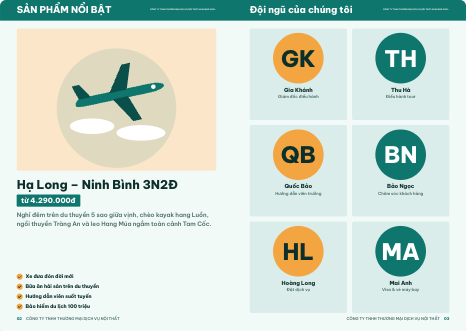 SẢN PHẨM NỔI BẬT
Hạ Long – Ninh Bình 3N2Đ
từ 4.290.000đ
Nghỉ đêm trên du thuyền 5 sao giữa vịnh, chèo kayak hang Luồn,
ngồi thuyền Tràng An và leo Hang Múa ngắm toàn cảnh Tam Cốc.
Xe đưa đón đời mới
Bữa ăn hải sản trên du thuyền
Hướng dẫn viên suốt tuyến
Bảo hiểm du lịch 100 triệu
02 CÔNG TY TNHH THƯƠNG MẠI DỊCH VỤ NỘI THẤT
Đội ngũ của chúng tôi
GK
Gia Khánh
Giám đốc điều hành
TH
Thu Hà
Điều hành tour
QB
Quốc Bảo
Hướng dẫn viên trưởng
BN
Bảo Ngọc
Chăm sóc khách hàng
HL
Hoàng Long
Đặt dịch vụ
MA
Mai Anh
Visa & vé máy bay
CÔNG TY TNHH THƯƠNG MẠI DỊCH VỤ NỘI THẤT 03